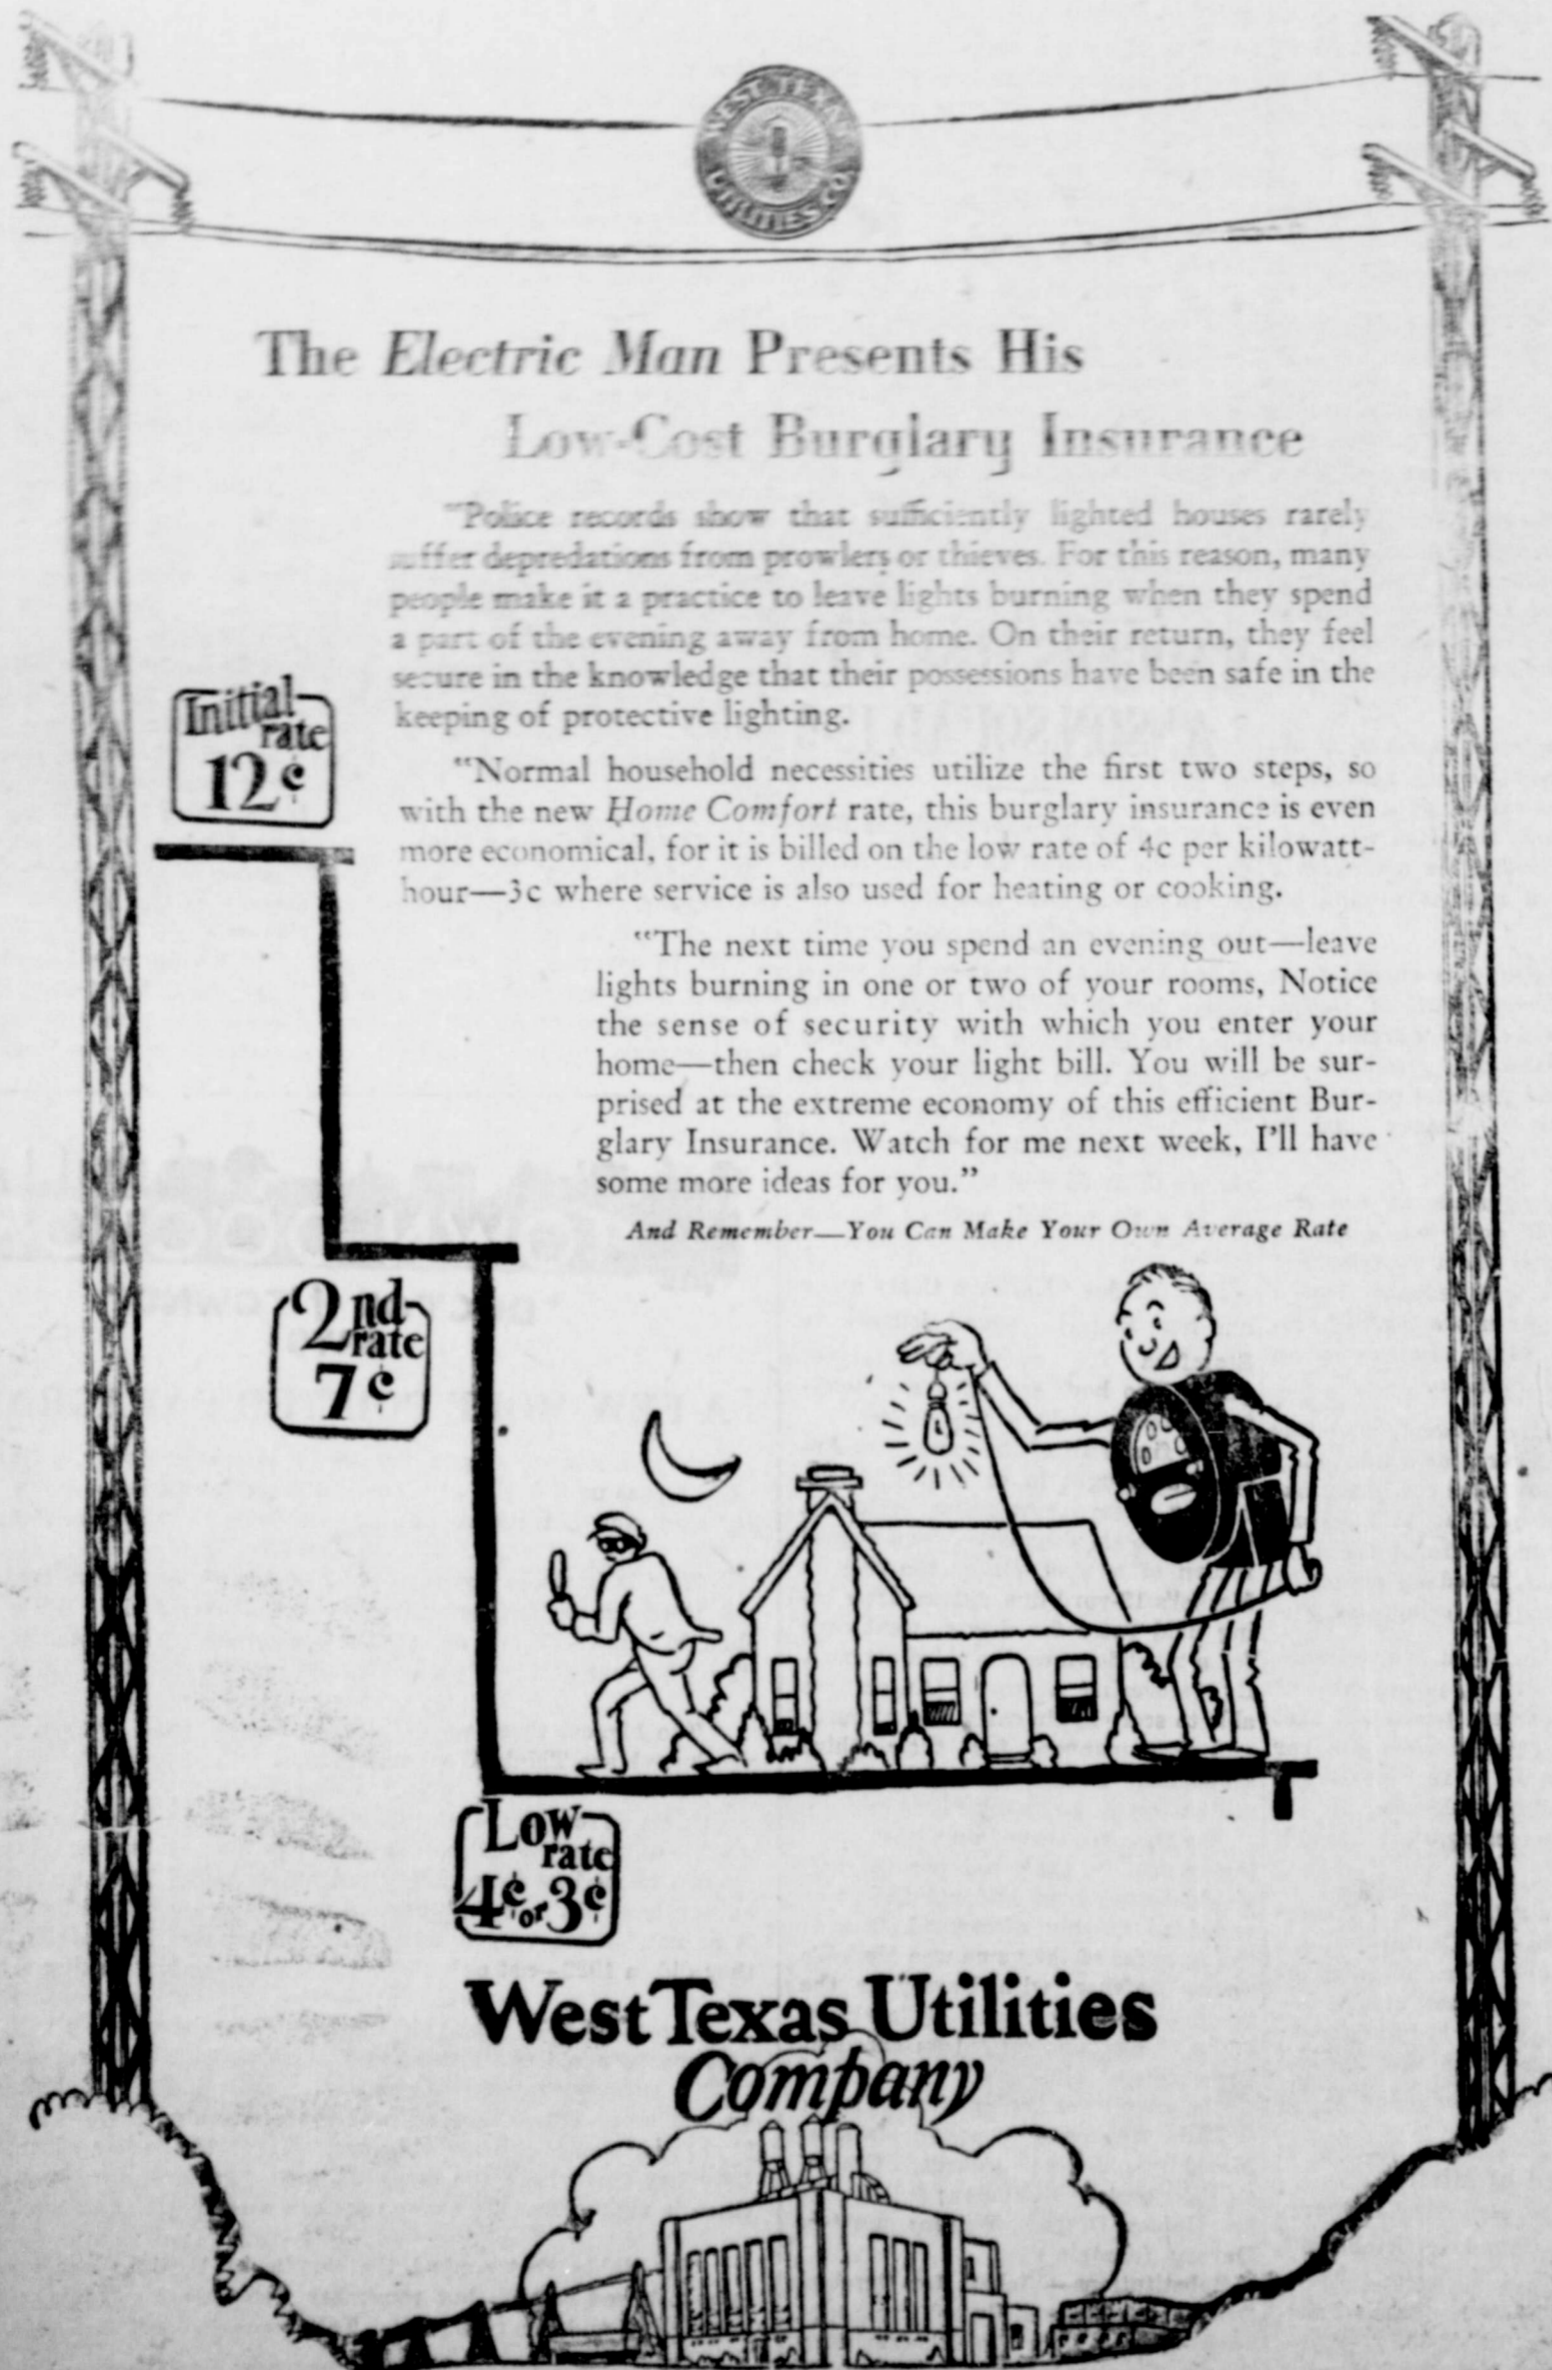 WEST TEXAS
UTILITIES CO
The Electric Man Presents His
Low-Cost Burglary Insurance
"Police records show that sufficiently lighted houses rarely
suffer depredations from prowlers or thieves. For this reason, many
people make it a practice to leave lights burning when they spend
a part of the evening away from home. On their return, they feel
secure in the knowledge that their possessions have been safe in the
keeping of protective lighting.
"Normal household necessities utilize the first two steps, so
with the new Home Comfort rate, this burglary insurance is even
more economical, for it is billed on the low rate of 4c per kilowatt-
hour—3c where service is also used for heating or cooking.
"The next time you spend an evening out—leave
lights burning in one or two of your rooms, Notice
the sense of security with which you enter your
home—then check your light bill. You will be sur-
prised at the extreme economy of this efficient Bur-
glary Insurance. Watch for me next week, I'll have
some more ideas for you."
And Remember—You Can Make Your Own Average Rate
Initial
rate
12¢
2nd
rate
7¢
Low
rate
4¢ or 3¢
West Texas Utilities
Company